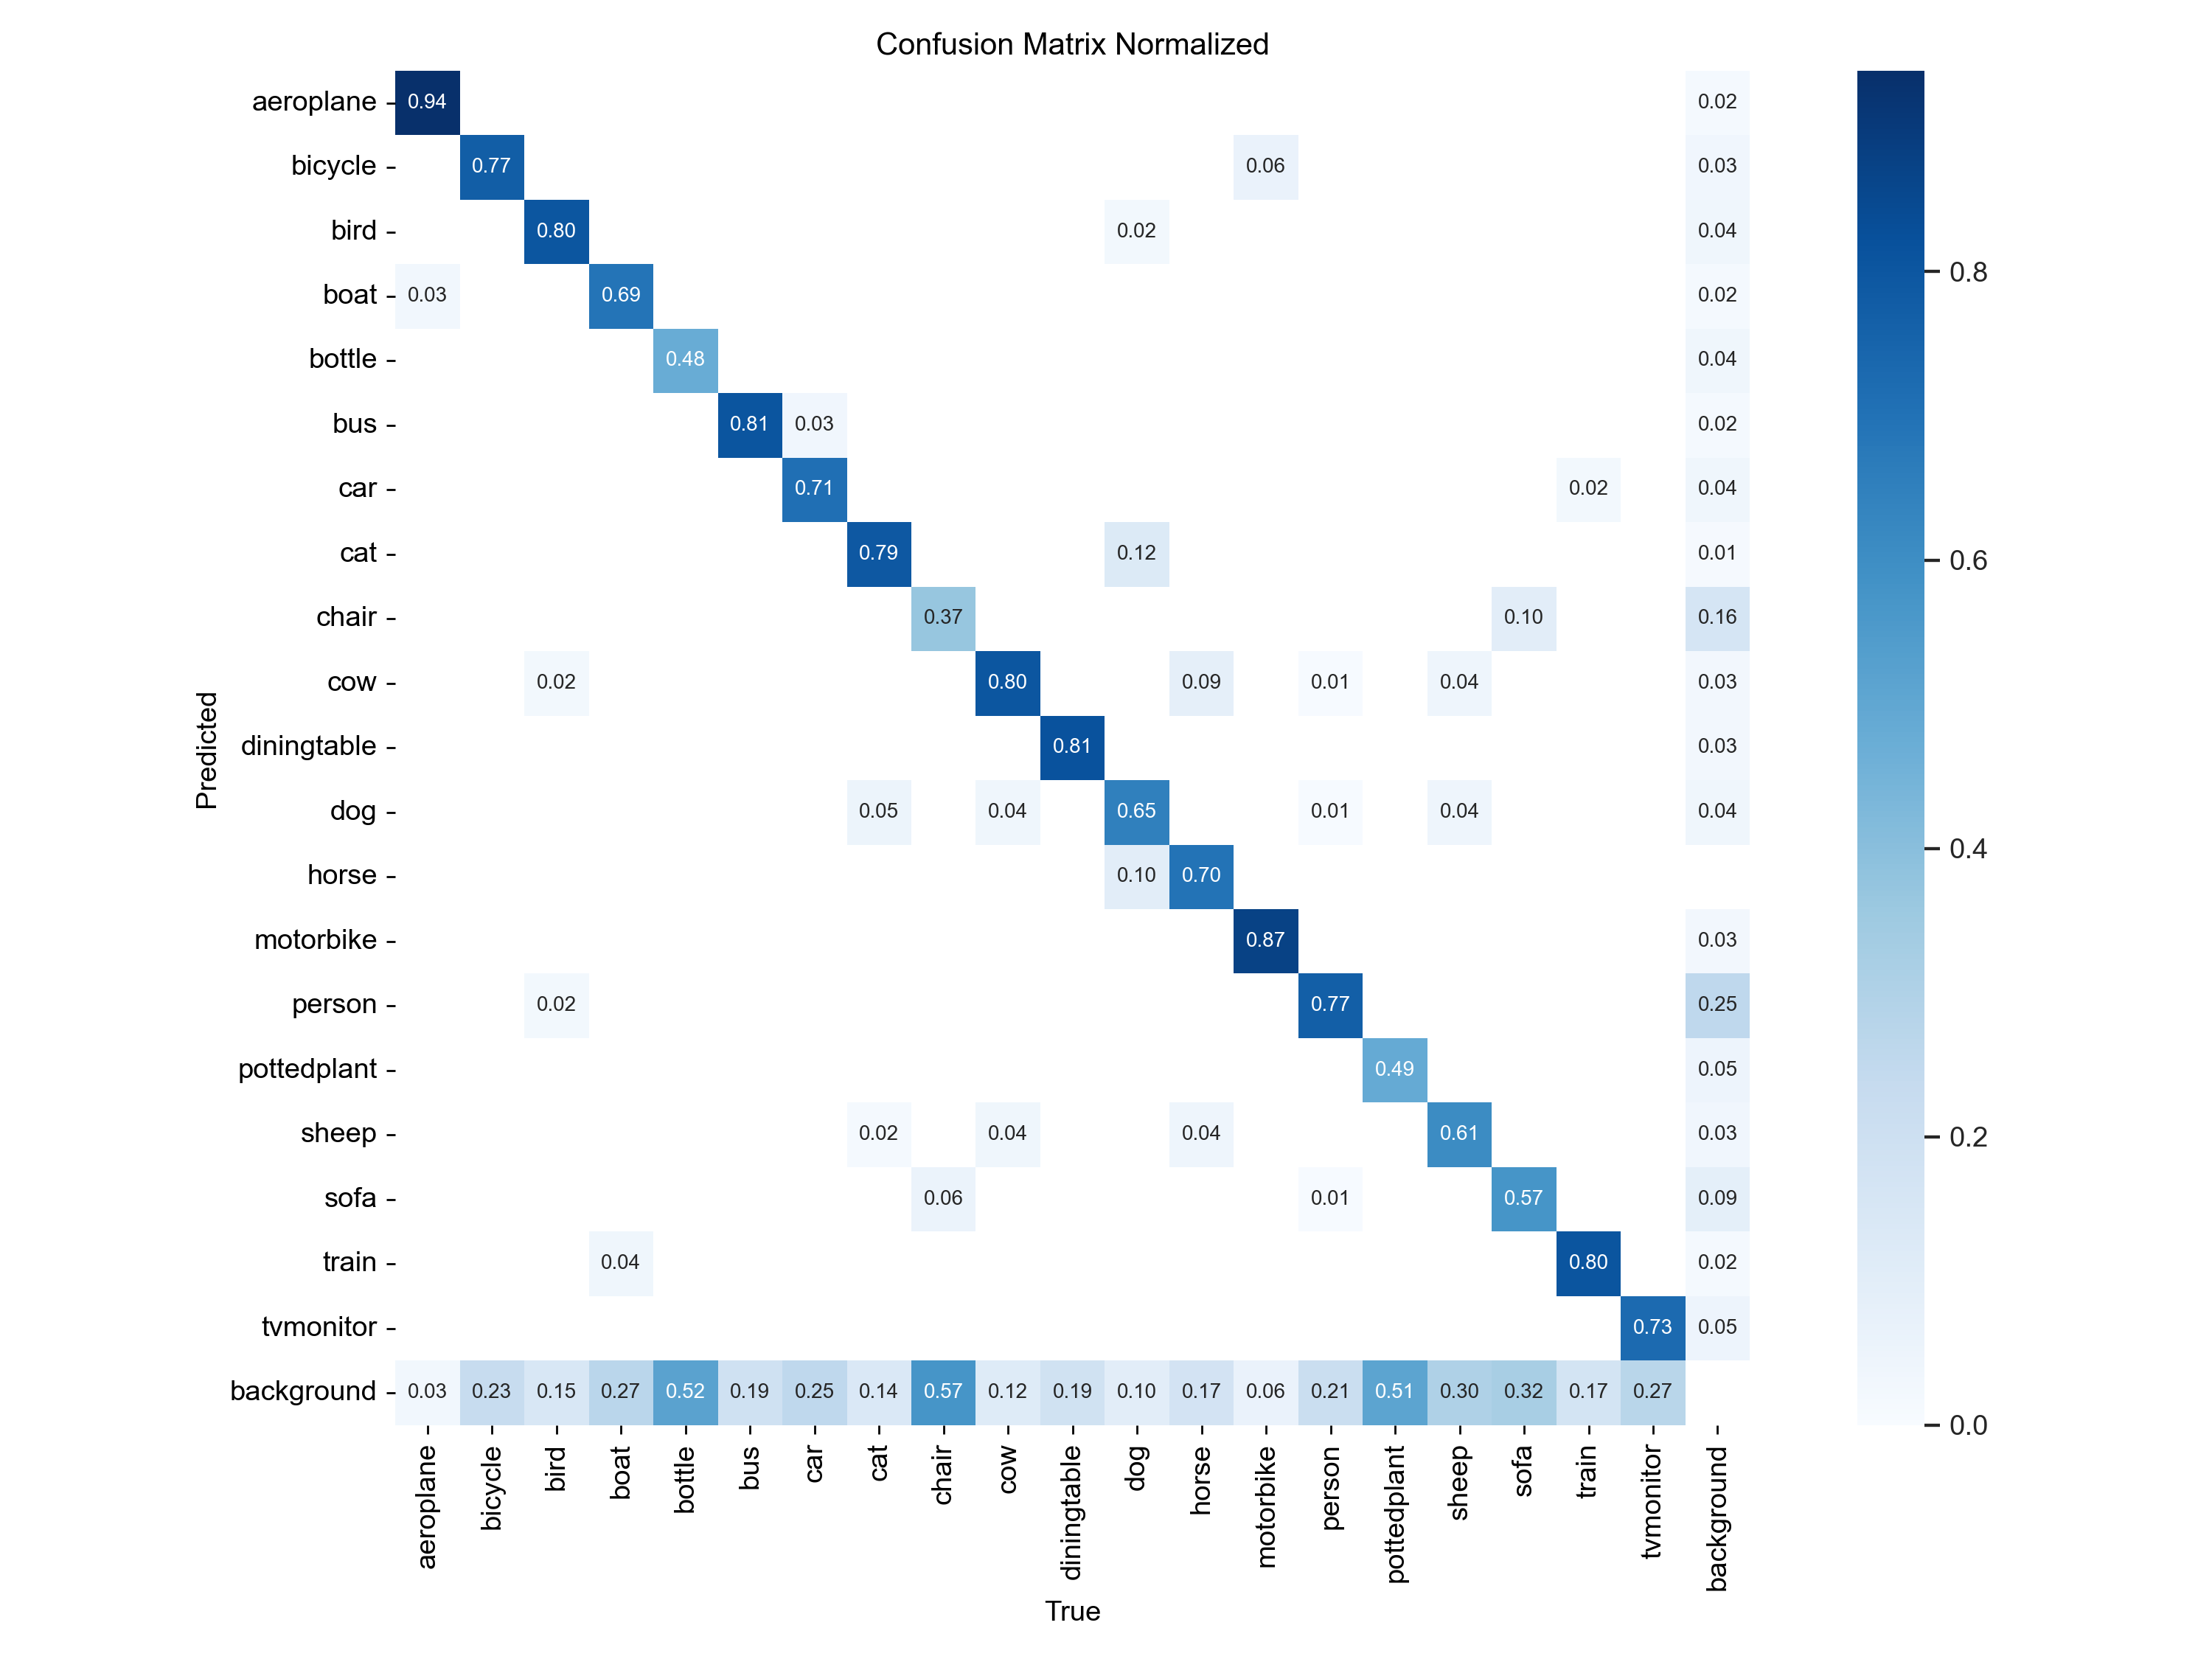 Confusion Matrix Normalized
aeroplane 0.94 0.02
bicycle 0.77 0.06 0.03
bird 0.80 0.02 0.04
boat 0.03 0.69 0.02
bottle 0.48 0.04
bus 0.81 0.03 0.02
car 0.71 0.02 0.04
cat 0.79 0.12 0.01
chair 0.37 0.10 0.16
cow 0.02 0.80 0.09 0.01 0.04 0.03
diningtable 0.81 0.03
dog 0.05 0.04 0.65 0.01 0.04 0.04
horse 0.10 0.70
motorbike 0.87 0.03
person 0.02 0.77 0.25
pottedplant 0.49 0.05
sheep 0.02 0.04 0.04 0.61 0.03
sofa 0.06 0.01 0.57 0.09
train 0.04 0.80 0.02
tvmonitor 0.73 0.05
background 0.03 0.23 0.15 0.27 0.52 0.19 0.25 0.14 0.57 0.12 0.19 0.10 0.17 0.06 0.21 0.51 0.30 0.32 0.17 0.27
aeroplane bicycle bird boat bottle bus car cat chair cow diningtable dog horse motorbike person pottedplant sheep sofa train tvmonitor background
True
Predicted
0.8
0.6
0.4
0.2
0.0